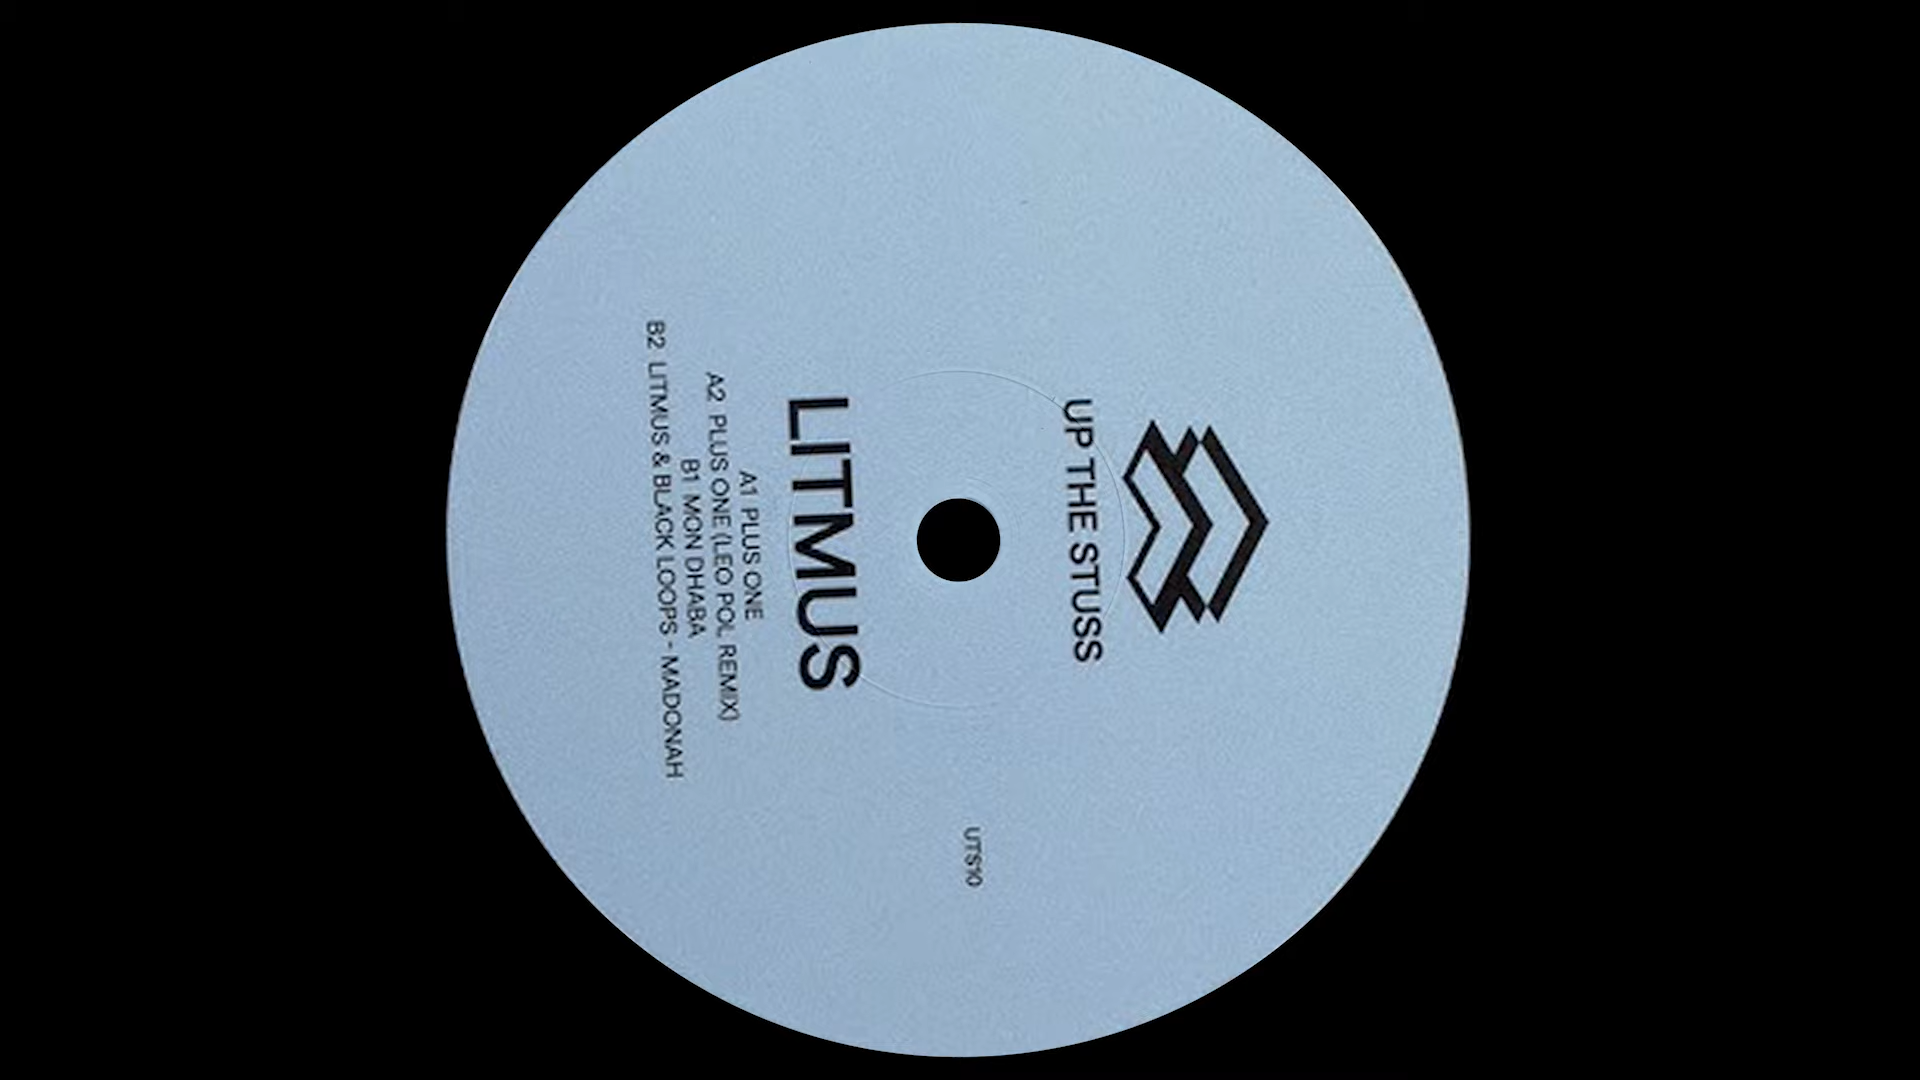 UP THE STUSS
UTS10
LITMUS
A1 PLUS ONE
A2 PLUS ONE (LEO POL REMIX)
B1 MON DHABA
B2 LITMUS & BLACK LOOPS - MADONAH